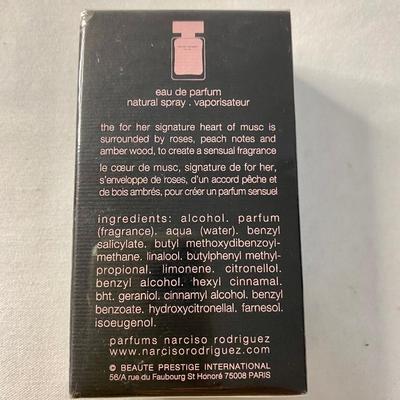 eau de parfum
natural spray . vaporisateur
the for her signature heart of musc is
surrounded by roses, peach notes and
amber wood, to create a sensual fragrance
le cœur de musc, signature de for her,
s'enveloppe de roses, d'un accord pêche et
de bois ambrés, pour créer un parfum sensuel
ingredients: alcohol. parfum
(fragrance). aqua (water). benzyl
salicylate. butyl methoxydibenzoyl-
methane. linalool. butylphenyl methyl-
propional. limonene. citronellol.
benzyl alcohol. hexyl cinnamal.
bht. geraniol. cinnamyl alcohol. benzyl
benzoate. hydroxycitronellal. farnesol.
isoeugenol.
parfums narciso rodriguez
www.narcisorodriguez.com
© BEAUTE PRESTIGE INTERNATIONAL
56/A rue du Faubourg St Honoré 75008 PARIS